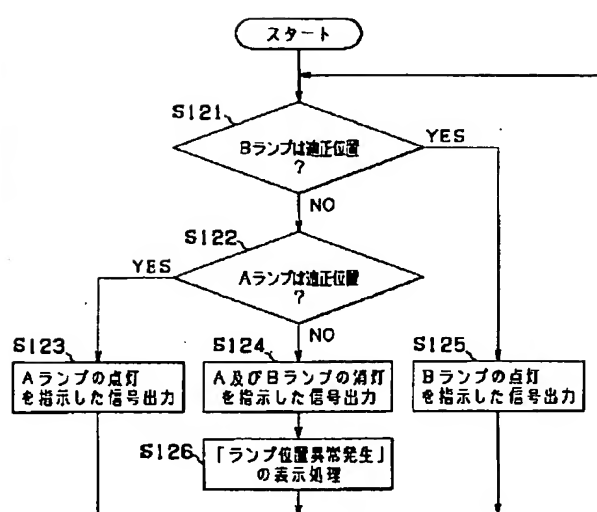 スタート
S121
Bランプは適正位置
?
YES
NO
S122
Aランプは適正位置
?
YES
NO
S123
Aランプの点灯
を指示した信号出力
S124
A及びBランプの消灯
を指示した信号出力
S125
Bランプの点灯
を指示した信号出力
S126
「ランプ位置異常発生」
の表示処理